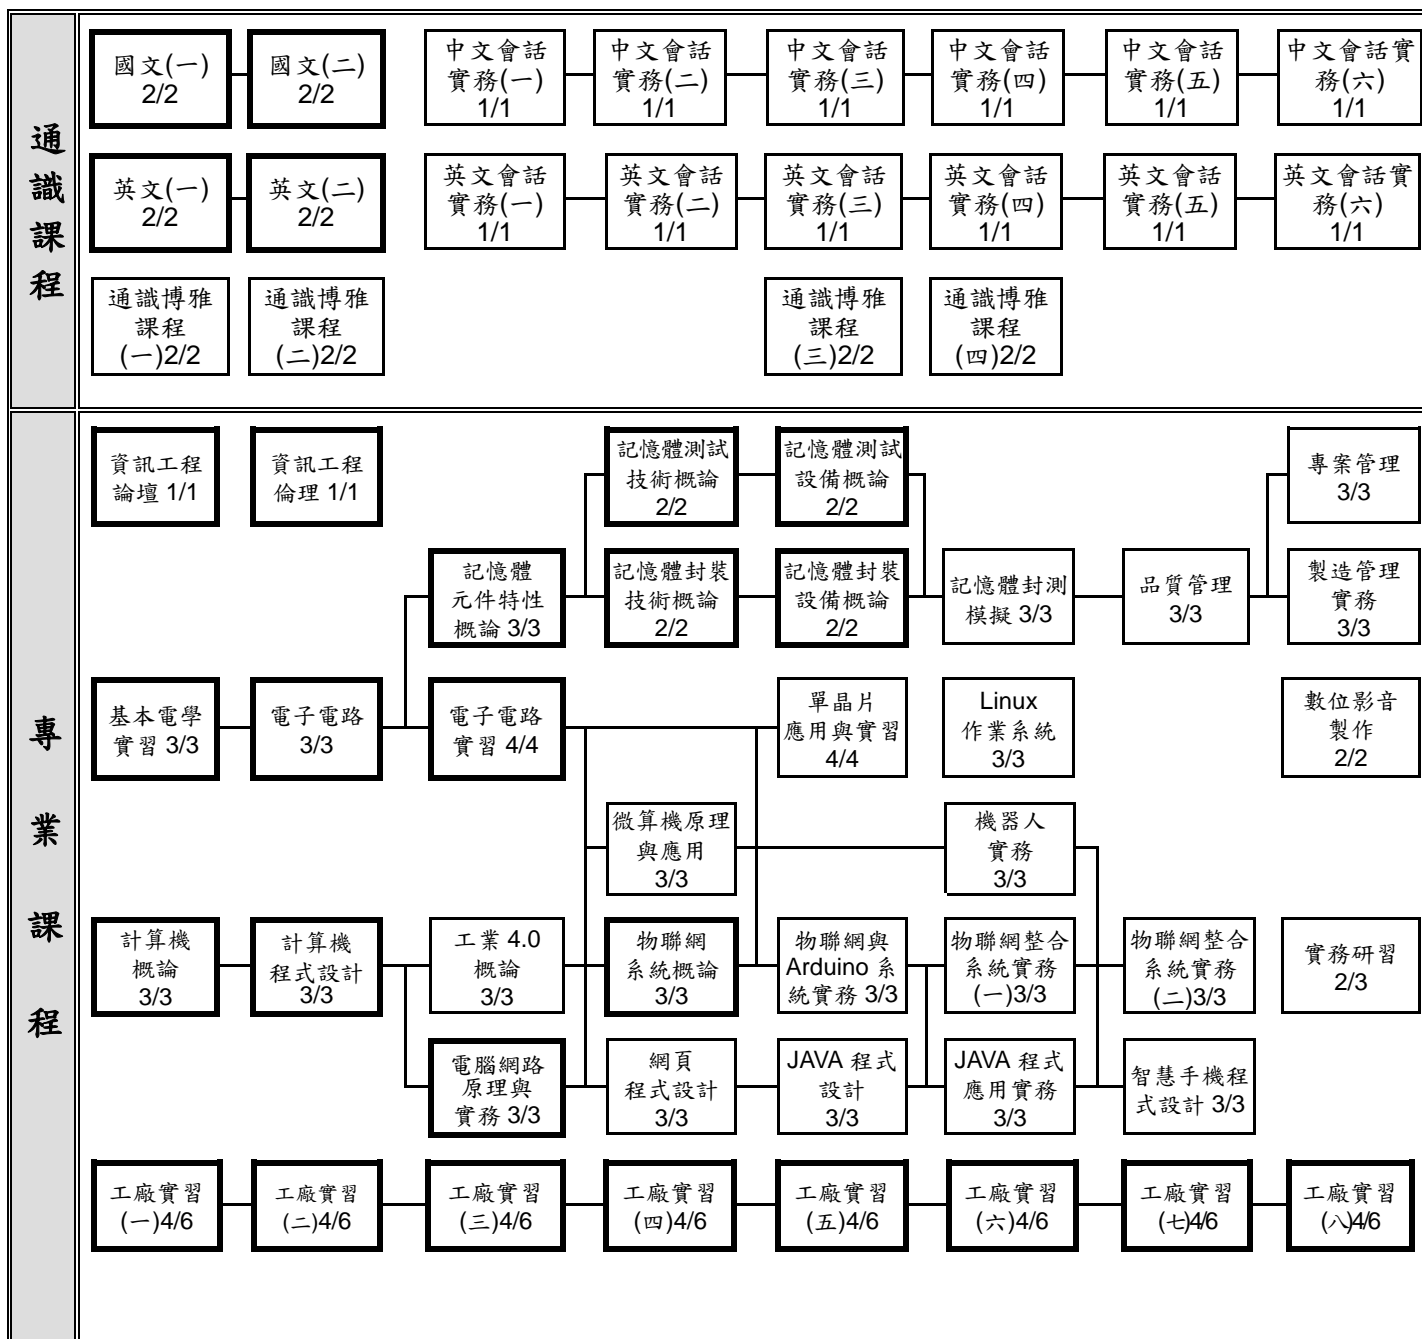 通識課程
國文(一)
2/2
國文(二)
2/2
中文會話
實務(一)
1/1
中文會話
實務(二)
1/1
中文會話
實務(三)
1/1
中文會話
實務(四)
1/1
中文會話
實務(五)
1/1
中文會話實
務(六)
1/1
英文(一)
2/2
英文(二)
2/2
英文會話
實務(一)
1/1
英文會話
實務(二)
1/1
英文會話
實務(三)
1/1
英文會話
實務(四)
1/1
英文會話
實務(五)
1/1
英文會話實
務(六)
1/1
通識博雅
課程
(一)2/2
通識博雅
課程
(二)2/2
通識博雅
課程
(三)2/2
通識博雅
課程
(四)2/2
專業課程
資訊工程
論壇 1/1
資訊工程
倫理 1/1
記憶體測試
技術概論
2/2
記憶體測試
設備概論
2/2
專案管理
3/3
記憶體
元件特性
概論 3/3
記憶體封裝
技術概論
2/2
記憶體封裝
設備概論
2/2
記憶體封測
模擬 3/3
品質管理
3/3
製造管理
實務
3/3
基本電學
實習 3/3
電子電路
3/3
電子電路
實習 4/4
單晶片
應用與實習
4/4
Linux
作業系統
3/3
數位影音
製作
2/2
微算機原理
與應用
3/3
機器人
實務
3/3
計算機
概論
3/3
計算機
程式設計
3/3
工業 4.0
概論
3/3
物聯網
系統概論
3/3
物聯網與
Arduino 系
統實務 3/3
物聯網整合
系統實務
(一)3/3
物聯網整合
系統實務
(二)3/3
實務研習
2/3
電腦網路
原理與
實務 3/3
網頁
程式設計
3/3
JAVA 程式
設計
3/3
JAVA 程式
應用實務
3/3
智慧手機程
式設計 3/3
工廠實習
(一)4/6
工廠實習
(二)4/6
工廠實習
(三)4/6
工廠實習
(四)4/6
工廠實習
(五)4/6
工廠實習
(六)4/6
工廠實習
(七)4/6
工廠實習
(八)4/6